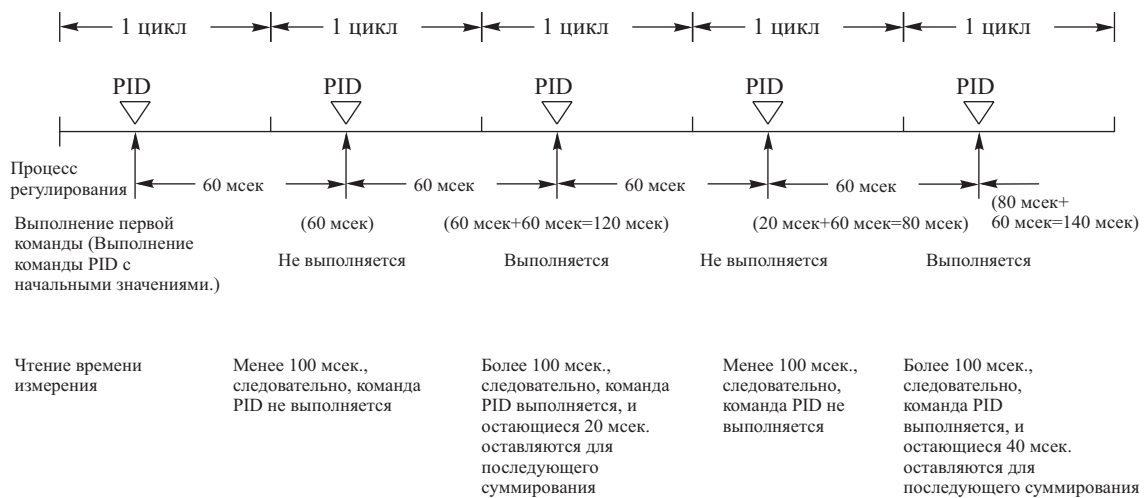 1 цикл 1 цикл 1 цикл 1 цикл 1 цикл
PID PID PID PID PID
Процесс
регулирования
60 мсек 60 мсек 60 мсек 60 мсек
Выполнение первой
команды (Выполнение
команды PID с
начальными значениями.)
(60 мсек)
Не выполняется
(60 мсек+60 мсек=120 мсек)
Выполняется
(20 мсек+60 мсек=80 мсек)
Не выполняется
(80 мсек+
60 мсек=140 мсек)
Выполняется
Чтение времени
измерения
Менее 100 мсек.,
следовательно, команда
PID не выполняется
Более 100 мсек.,
следовательно, команда
PID выполняется, и
остающиеся 20 мсек.
оставляются для
последующего
суммирования
Менее 100 мсек.,
следовательно,
команда PID не
выполняется
Более 100 мсек.,
следовательно,
команда PID
выполняется, и
остающиеся 40 мсек.
оставляются для
последующего суммирования